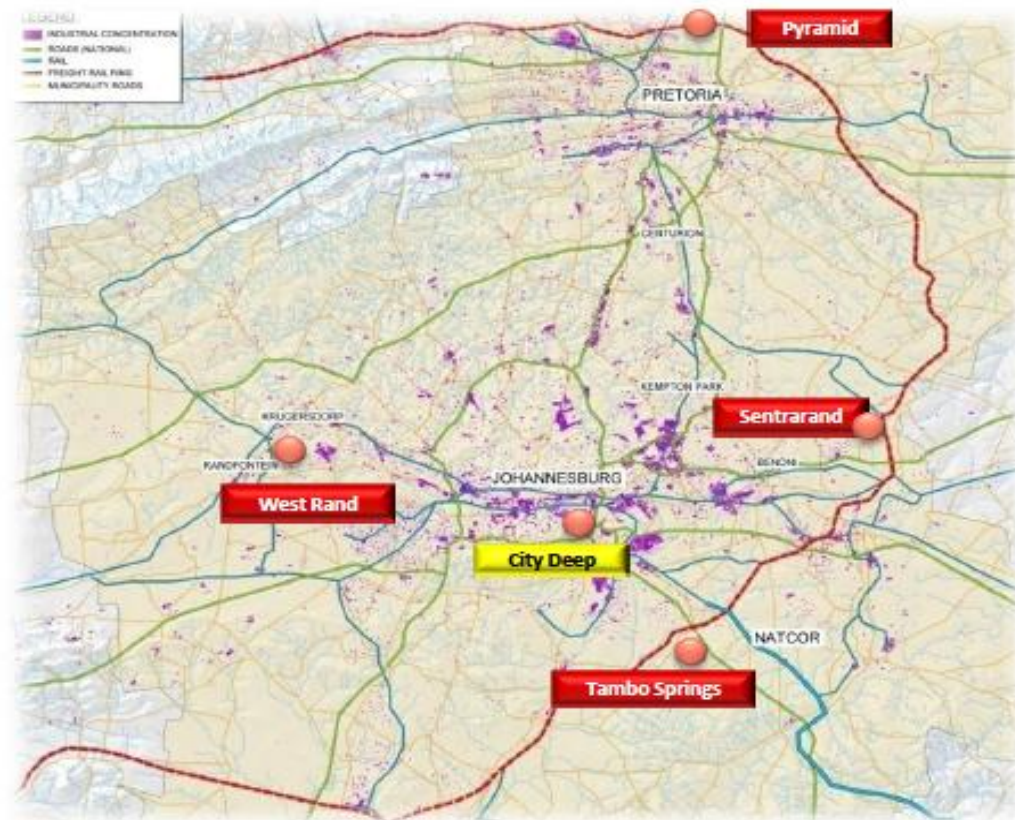 LEGEND
INDUSTRIAL CONCENTRATION
ROADS (NATIONAL)
RAIL
FREIGHT RAIL RING
MUNICIPALITY ROADS
Pyramid
PRETORIA
CENTURION
KEMPTON PARK
Sentrarand
KRUGERSDORP
RANDFONTEIN
BENONI
JOHANNESBURG
West Rand
City Deep
NATCOR
Tambo Springs